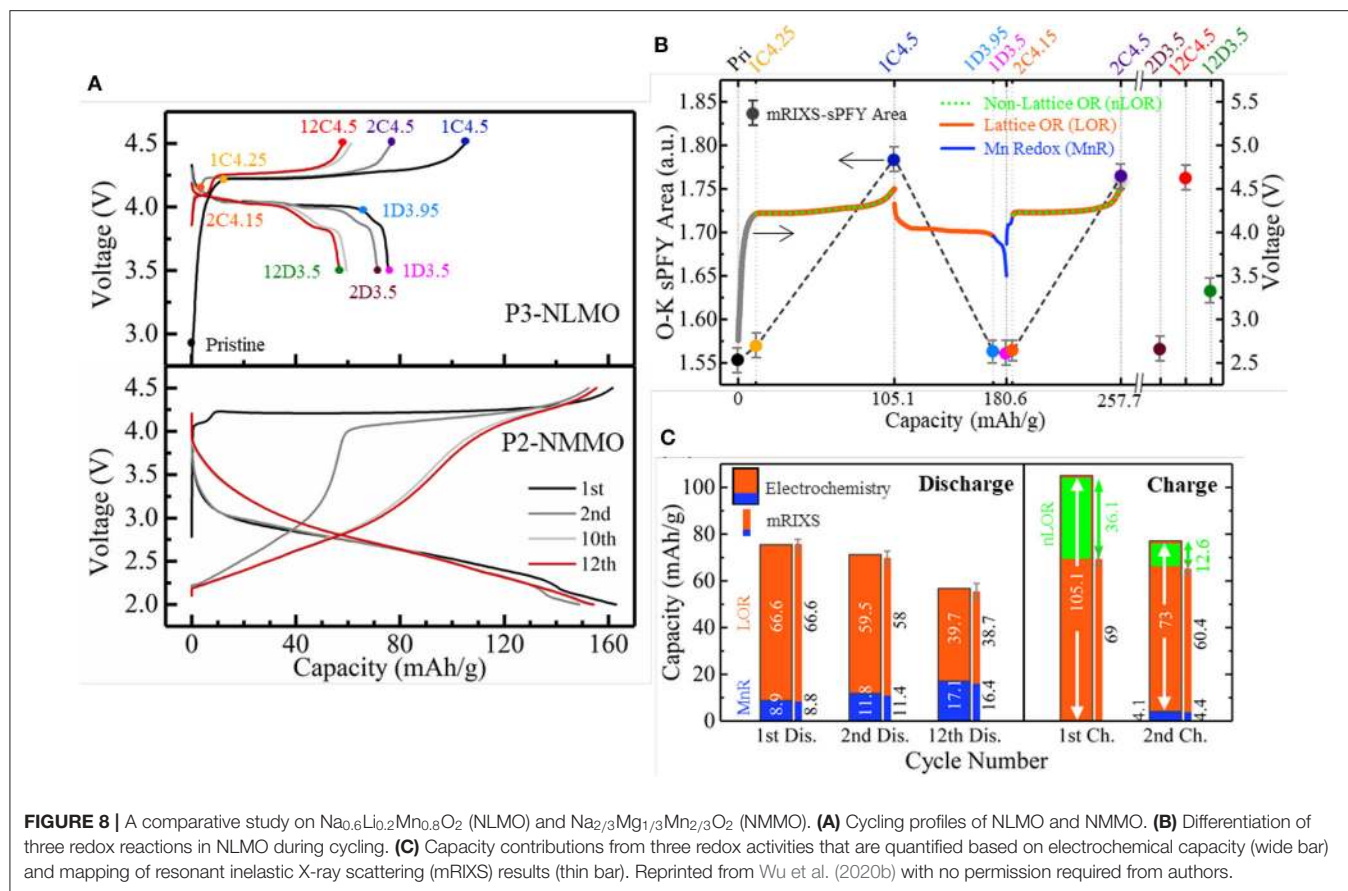 A
4.5
4.0
3.5
3.0
Voltage (V)
12C4.5
2C4.5
1C4.5
1C4.25
2C4.15
1D3.95
12D3.5
2D3.5
1D3.5
P3-NLMO
Pristine
4.5
4.0
3.5
3.0
2.5
2.0
Voltage (V)
P2-NMMO
1st
2nd
10th
12th
0 40 80 120 160
Capacity (mAh/g)
B
Pri
1C4.25
1C4.5
1D3.95
1D3.5
2C4.15
2C4.5
2D3.5
12C4.5
12D3.5
1.85
1.80
1.75
1.70
1.65
1.60
1.55
O-K sPFY Area (a.u.)
mRIXS-sPFY Area
Non-Lattice OR (nLOR)
Lattice OR (LOR)
Mn Redox (MnR)
5.5
5.0
4.5
4.0
3.5
3.0
2.5
Voltage (V)
0 105.1 180.6 257.7
Capacity (mAh/g)
C
100
80
60
40
20
0
Capacity (mAh/g)
Electrochemistry
mRIXS
Discharge
Charge
LOR
MnR
66.6
66.6
8.9
8.8
59.5
58
11.8
11.4
39.7
38.7
17.1
16.4
nLOR
36.1
105.1
69
12.6
73
60.4
4.1
4.4
1st Dis. 2nd Dis. 12th Dis. 1st Ch. 2nd Ch.
Cycle Number
FIGURE 8 | A comparative study on Na0.6Li0.2Mn0.8O2 (NLMO) and Na2/3Mg1/3Mn2/3O2 (NMMO). (A) Cycling profiles of NLMO and NMMO. (B) Differentiation of
three redox reactions in NLMO during cycling. (C) Capacity contributions from three redox activities that are quantified based on electrochemical capacity (wide bar)
and mapping of resonant inelastic X-ray scattering (mRIXS) results (thin bar). Reprinted from Wu et al. (2020b) with no permission required from authors.